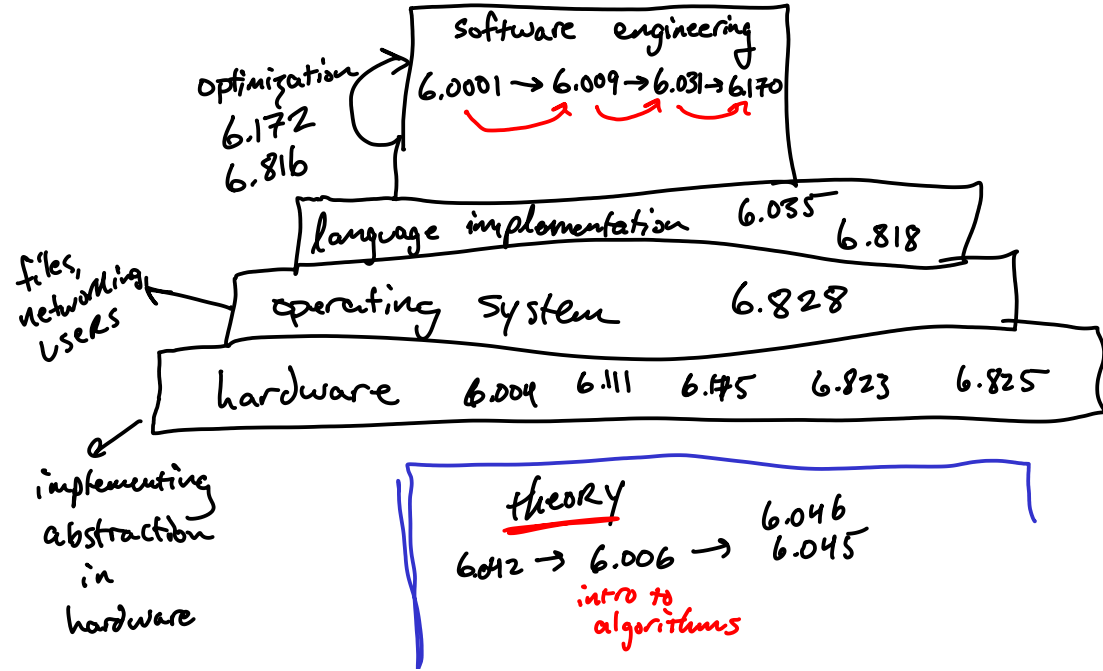 software engineering
6.0001 → 6.009 → 6.031 → 6.170
optimization
6.172
6.816
language implementation 6.035
6.818
files,
networking,
users
operating system 6.828
hardware 6.004 6.111 6.175 6.823 6.825
implementing
abstraction
in
hardware
theory
6.042 → 6.006 → 6.046
6.045
intro to
algorithms